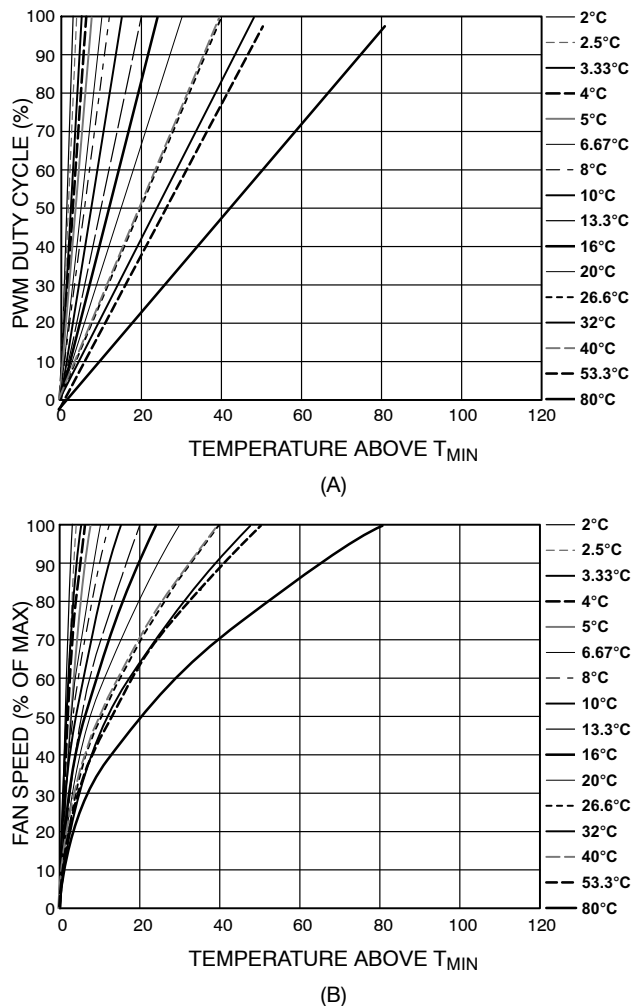 PWM DUTY CYCLE (%)
100
90
80
70
60
50
40
30
20
10
0
0 20 40 60 80 100 120
TEMPERATURE ABOVE TMIN
2°C
2.5°C
3.33°C
4°C
5°C
6.67°C
8°C
10°C
13.3°C
16°C
20°C
26.6°C
32°C
40°C
53.3°C
80°C
(A)
FAN SPEED (% OF MAX)
100
90
80
70
60
50
40
30
20
10
0
0 20 40 60 80 100 120
TEMPERATURE ABOVE TMIN
2°C
2.5°C
3.33°C
4°C
5°C
6.67°C
8°C
10°C
13.3°C
16°C
20°C
26.6°C
32°C
40°C
53.3°C
80°C
(B)